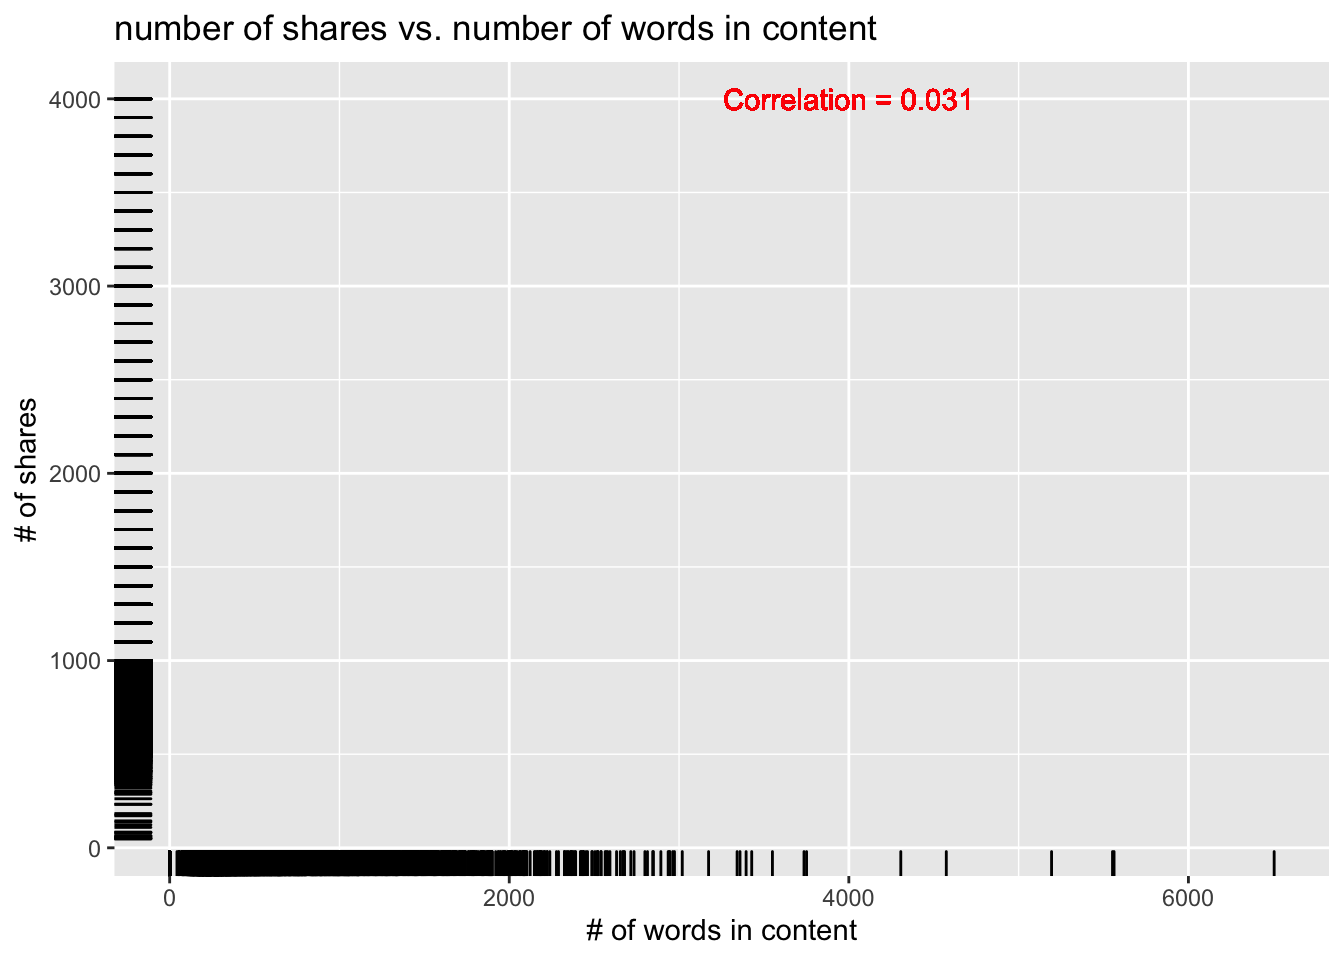 number of shares vs. number of words in content
Correlation = 0.031
4000
3000
2000
1000
0
# of shares
0 2000 4000 6000
# of words in content